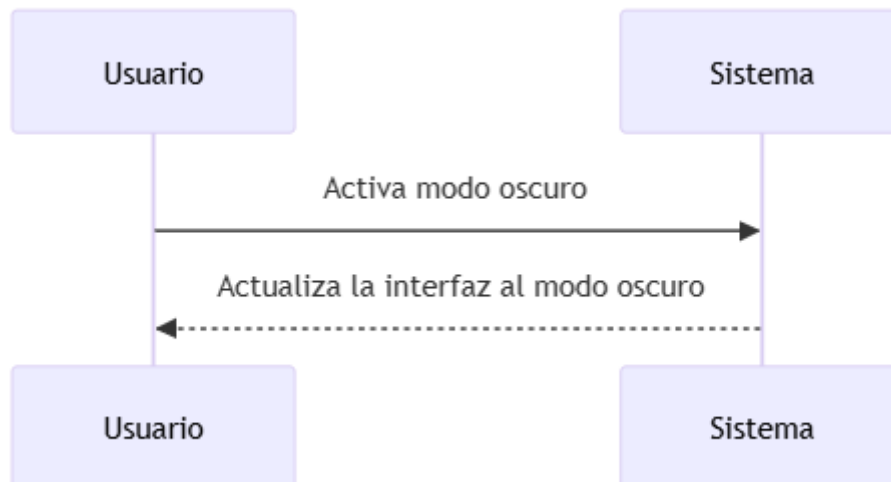 Usuario
Sistema
Activa modo oscuro
Actualiza la interfaz al modo oscuro
Usuario
Sistema